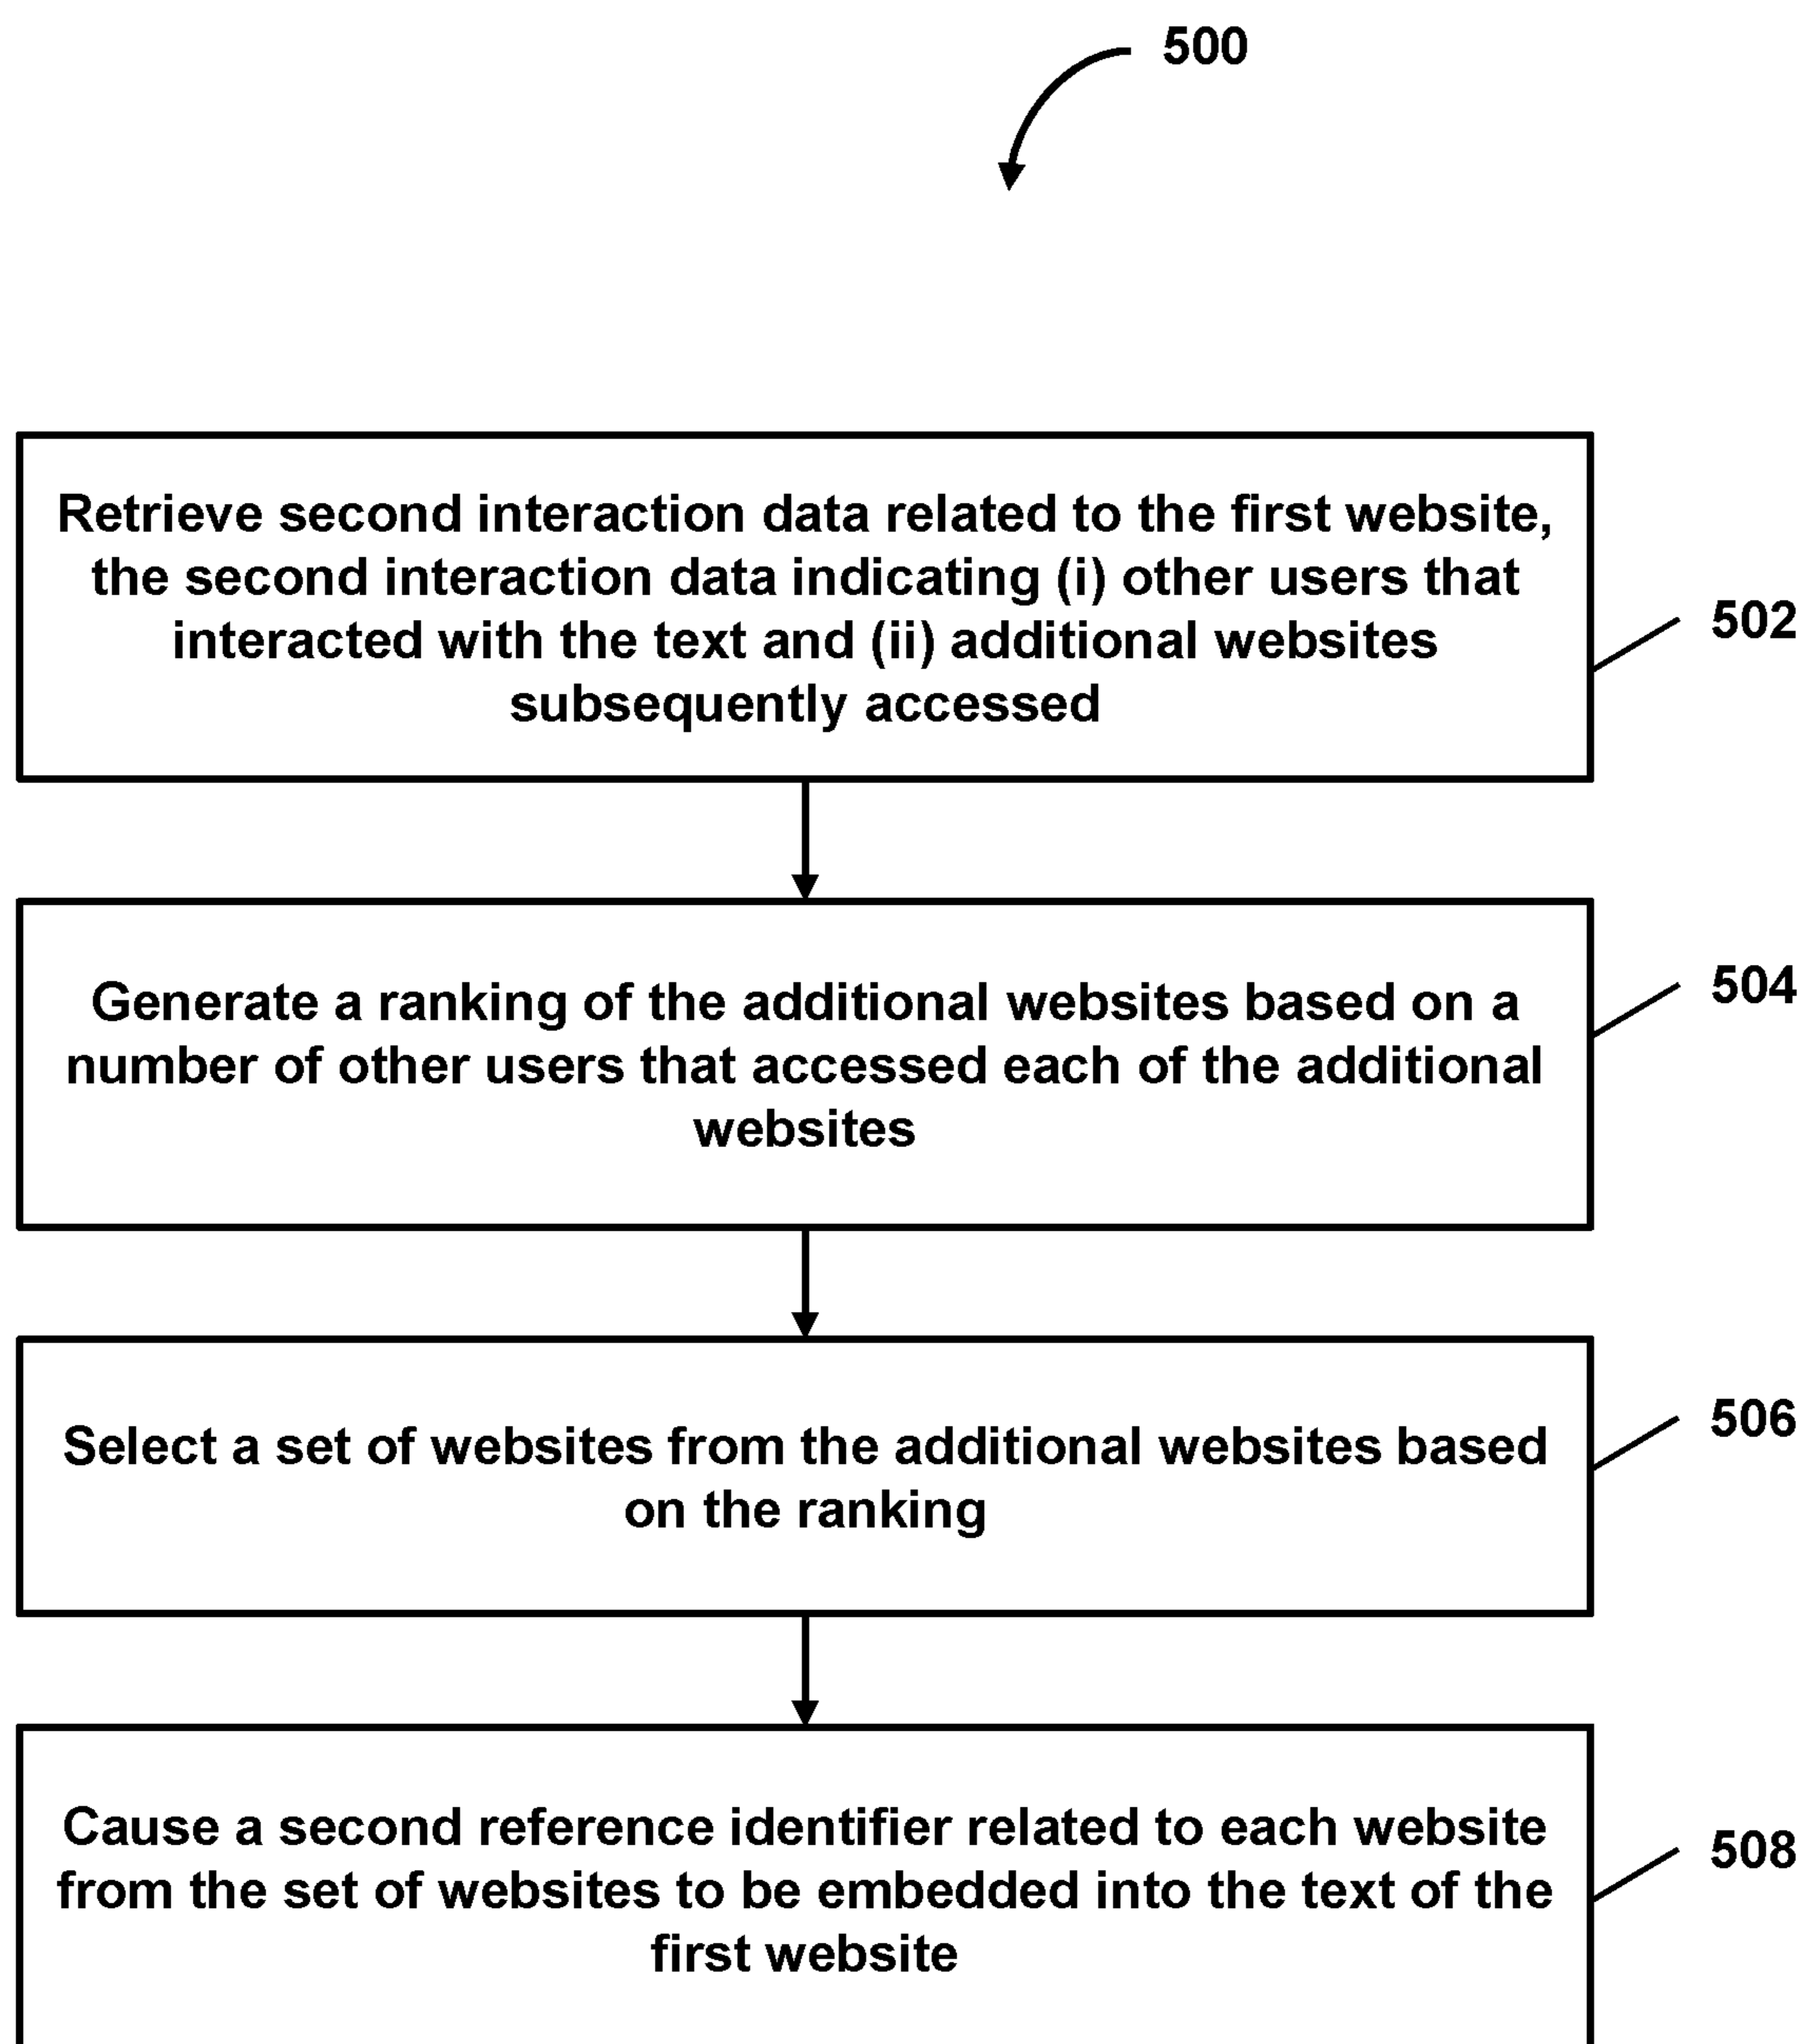 500
Retrieve second interaction data related to the first website,
the second interaction data indicating (i) other users that
interacted with the text and (ii) additional websites
subsequently accessed
502
Generate a ranking of the additional websites based on a
number of other users that accessed each of the additional
websites
504
Select a set of websites from the additional websites based
on the ranking
506
Cause a second reference identifier related to each website
from the set of websites to be embedded into the text of the
first website
508